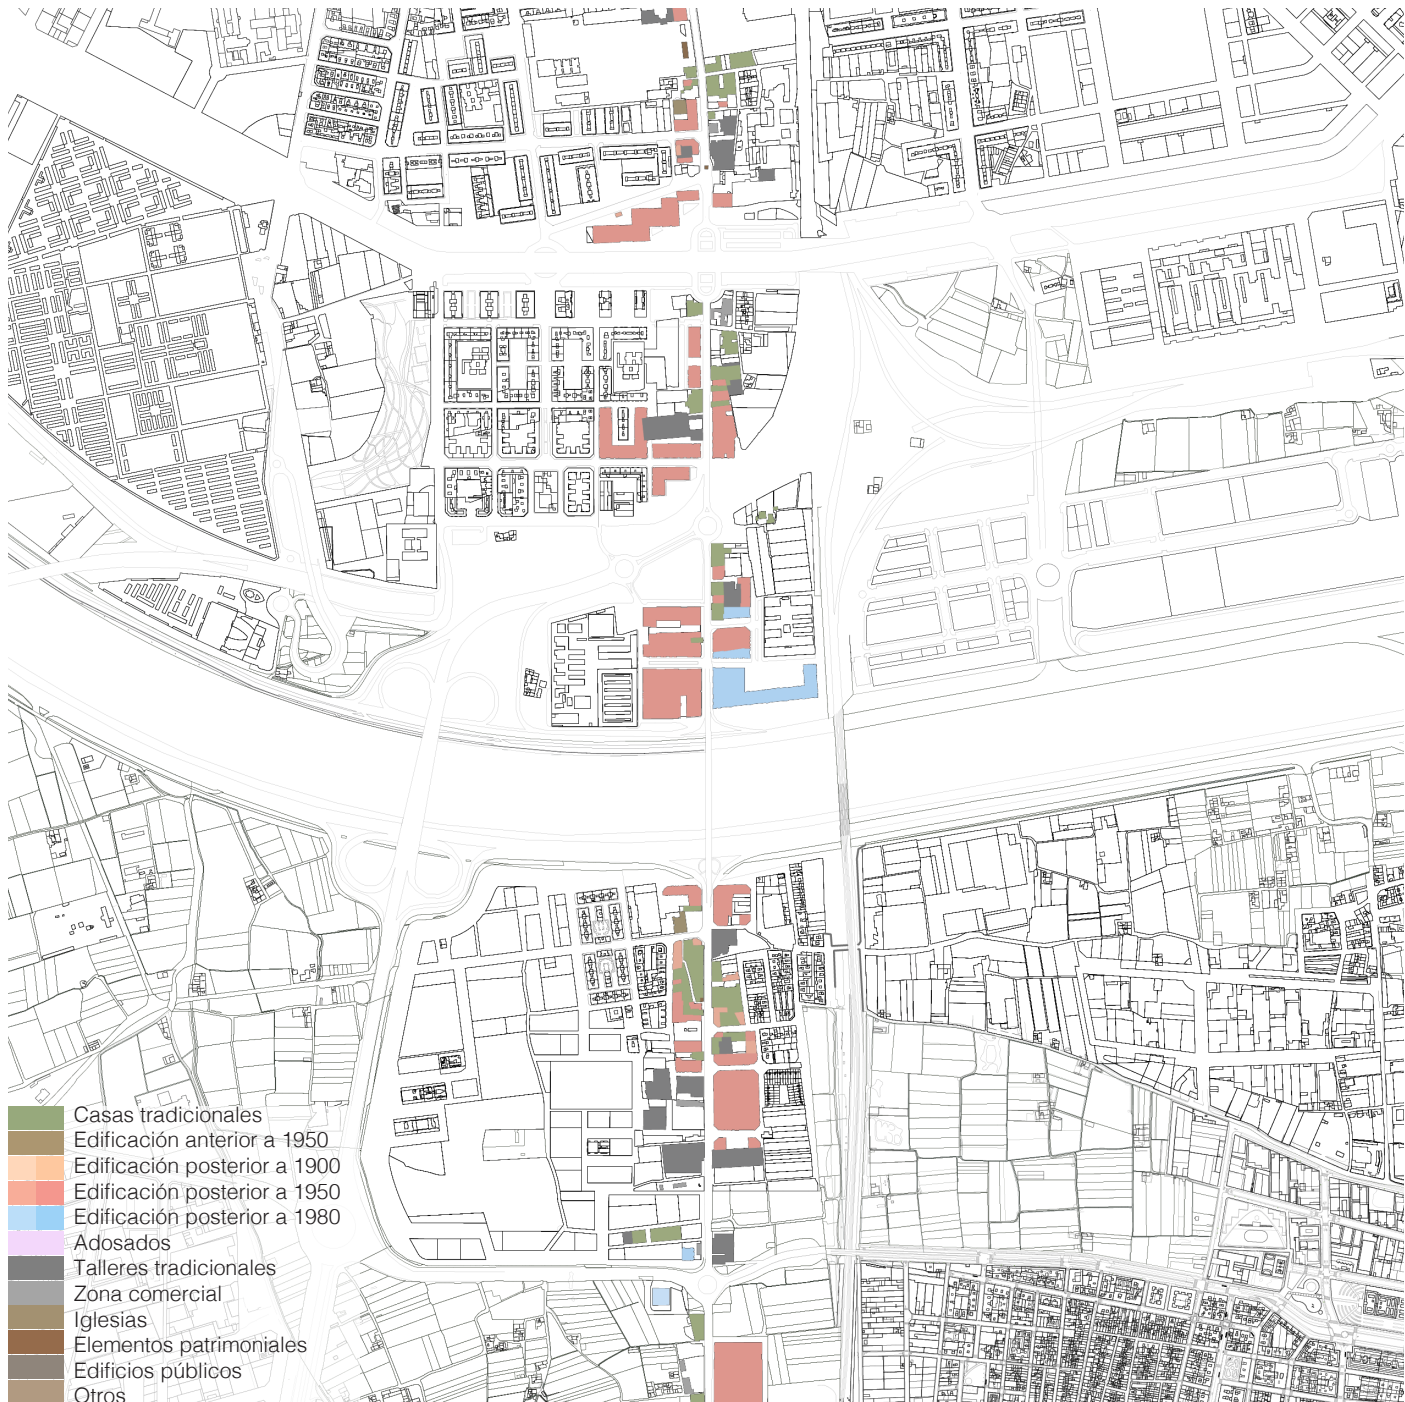 Casas tradicionales
Edificación anterior a 1950
Edificación posterior a 1900
Edificación posterior a 1950
Edificación posterior a 1980
Adosados
Talleres tradicionales
Zona comercial
Iglesias
Elementos patrimoniales
Edificios públicos
Otros